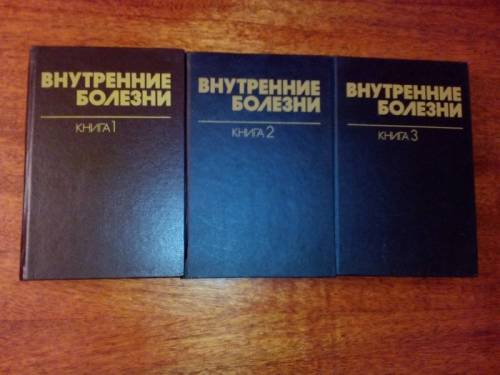 ВНУТРЕННИЕ
БОЛЕЗНИ
КНИГА 1
ВНУТРЕННИЕ
БОЛЕЗНИ
КНИГА 2
ВНУТРЕННИЕ
БОЛЕЗНИ
КНИГА 3